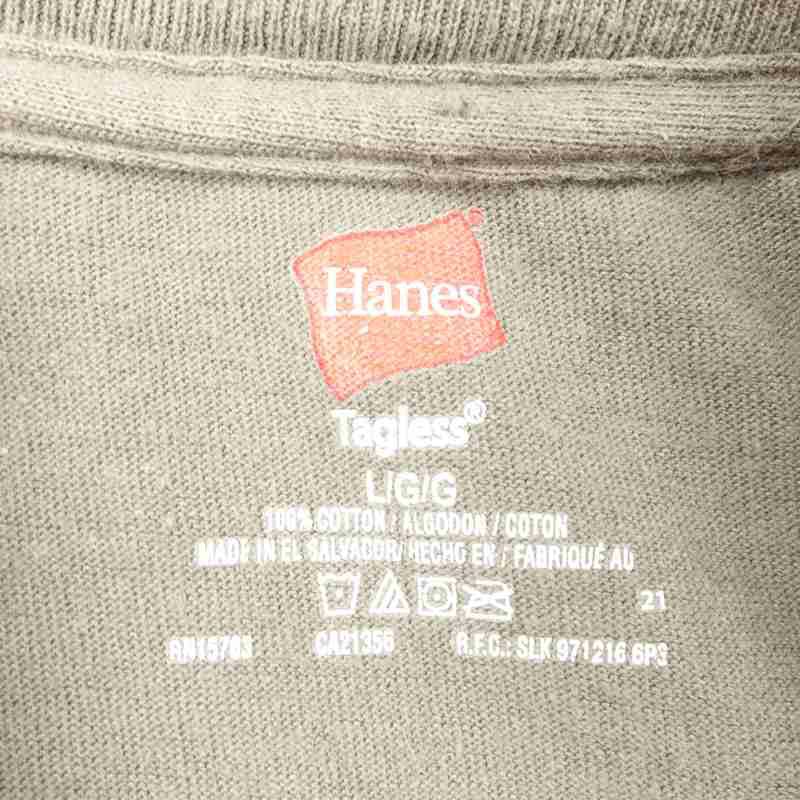 Hanes®
Tagless®
L/G/G
100% COTTON / ALGODON / COTON
MADE IN EL SALVADOR / HECHO EN / FABRIQUÉ AU
21
RN15763 CA21356 R.F.C.: SLK 971216 6P3